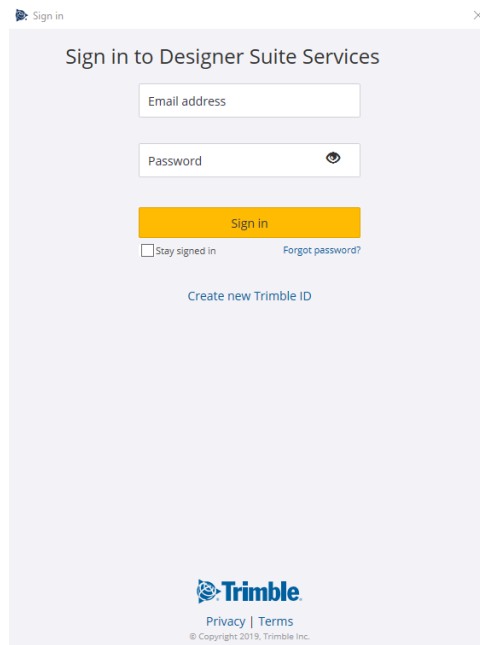 Sign in
Sign in to Designer Suite Services
Email address
Password
Sign in
Stay signed in Forgot password?
Create new Trimble ID
Trimble
Privacy | Terms
© Copyright 2019, Trimble Inc.